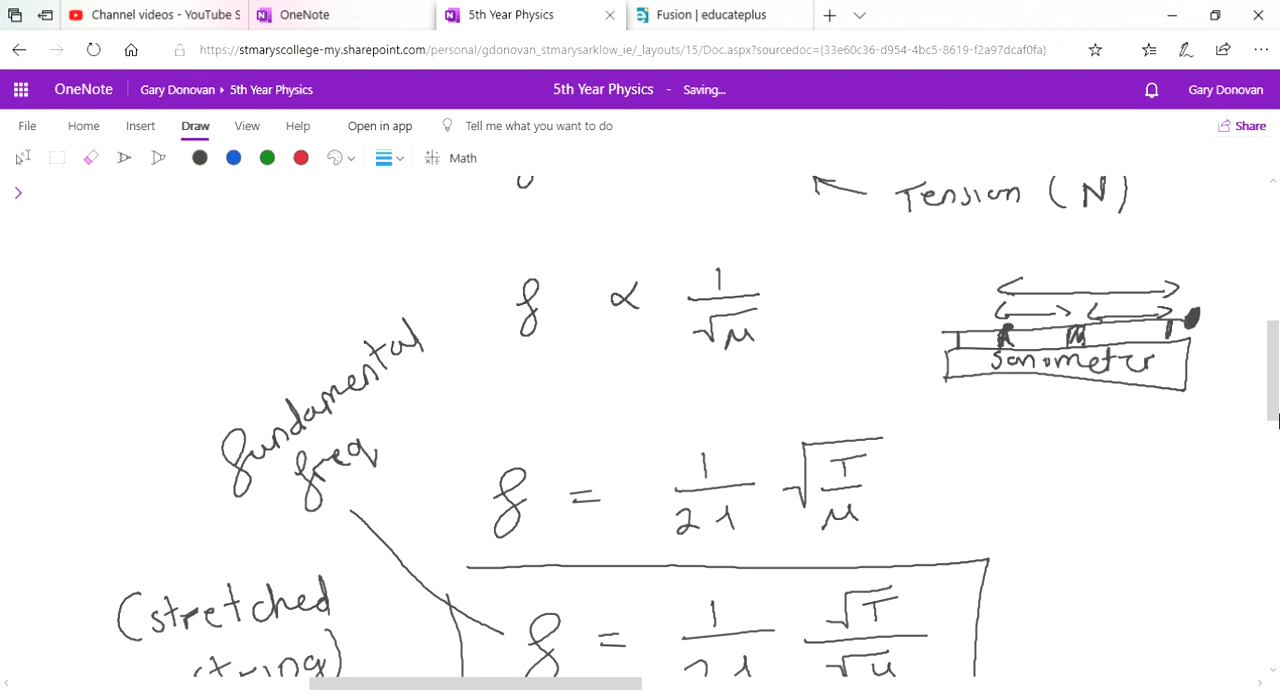 Channel videos - YouTube S
OneNote
5th Year Physics
Fusion | educateplus
https://stmaryscollege-my.sharepoint.com/personal/gdonovan_stmarysarklow_ie/_layouts/15/Doc.aspx?sourcedoc={33e60c36-d954-4bc5-8619-f2a97dcaf0fa}
OneNote
Gary Donovan › 5th Year Physics
5th Year Physics - Saving...
Gary Donovan
File Home Insert Draw View Help Open in app Tell me what you want to do
Share
Math
← Tension (N)
f ∝ 1/√μ
sonometer
fundamental
freq
f = 1/2l √(T/μ)
(stretched
string)
f = 1/2l √T/√μ